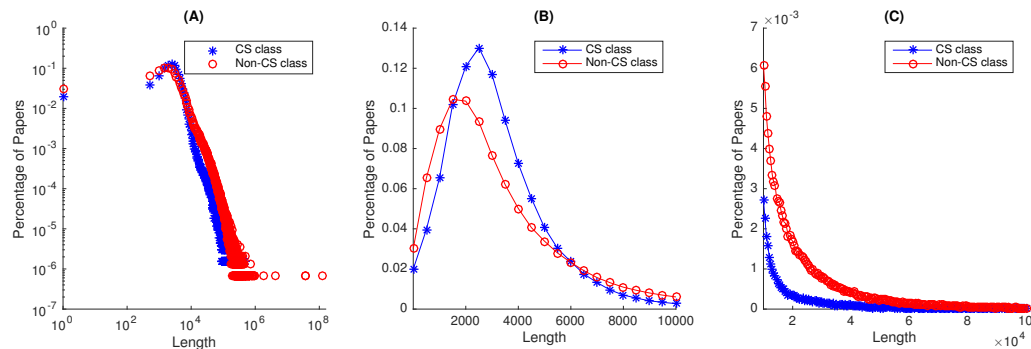 (A)
10^0
10^-1
10^-2
10^-3
10^-4
10^-5
10^-6
10^-7
Percentage of Papers
CS class
Non-CS class
10^0
10^2
10^4
10^6
10^8
Length
(B)
0.14
0.12
0.1
0.08
0.06
0.04
0.02
0
Percentage of Papers
CS class
Non-CS class
2000
4000
6000
8000
10000
Length
(C)
×10^-3
7
6
5
4
3
2
1
0
Percentage of Papers
CS class
Non-CS class
2
4
6
8
10
Length
×10^4